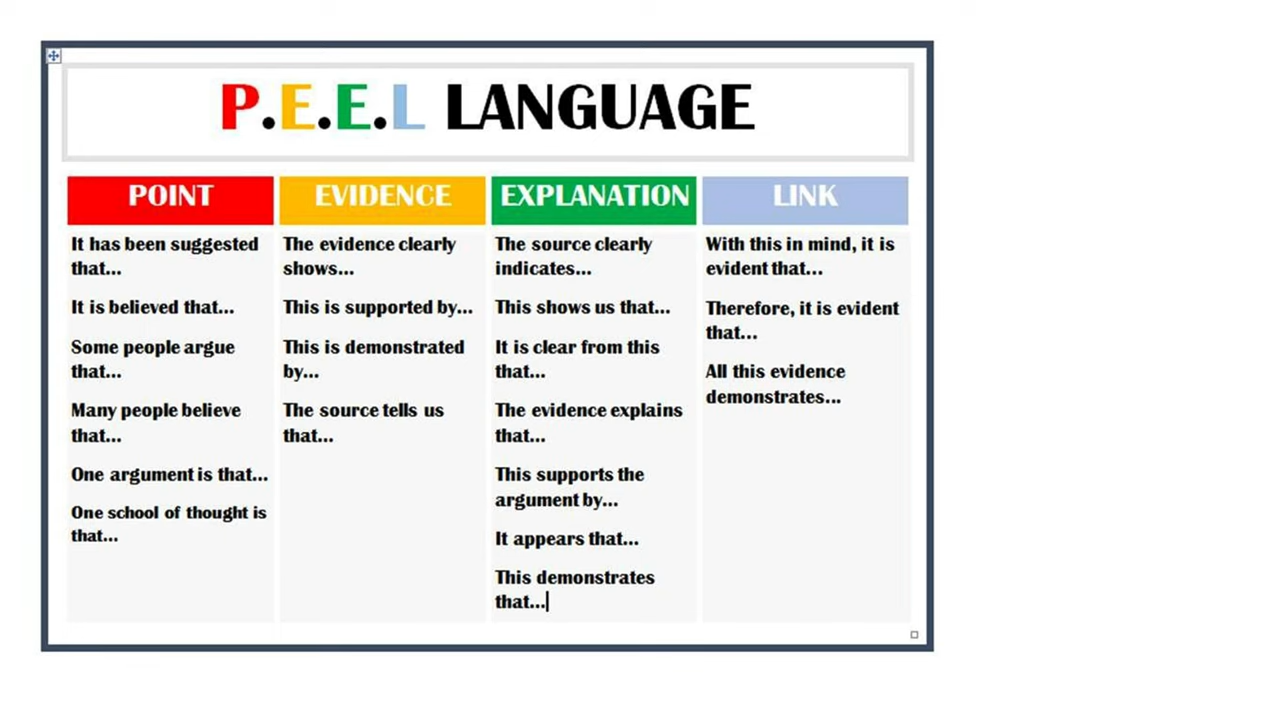 P.E.E.L LANGUAGE
POINT
It has been suggested
that...
It is believed that...
Some people argue
that...
Many people believe
that...
One argument is that...
One school of thought is
that...
EVIDENCE
The evidence clearly
shows...
This is supported by...
This is demonstrated
by...
The source tells us
that...
EXPLANATION
The source clearly
indicates...
This shows us that...
It is clear from this
that...
The evidence explains
that...
This supports the
argument by...
It appears that...
This demonstrates
that...
LINK
With this in mind, it is
evident that...
Therefore, it is evident
that...
All this evidence
demonstrates...